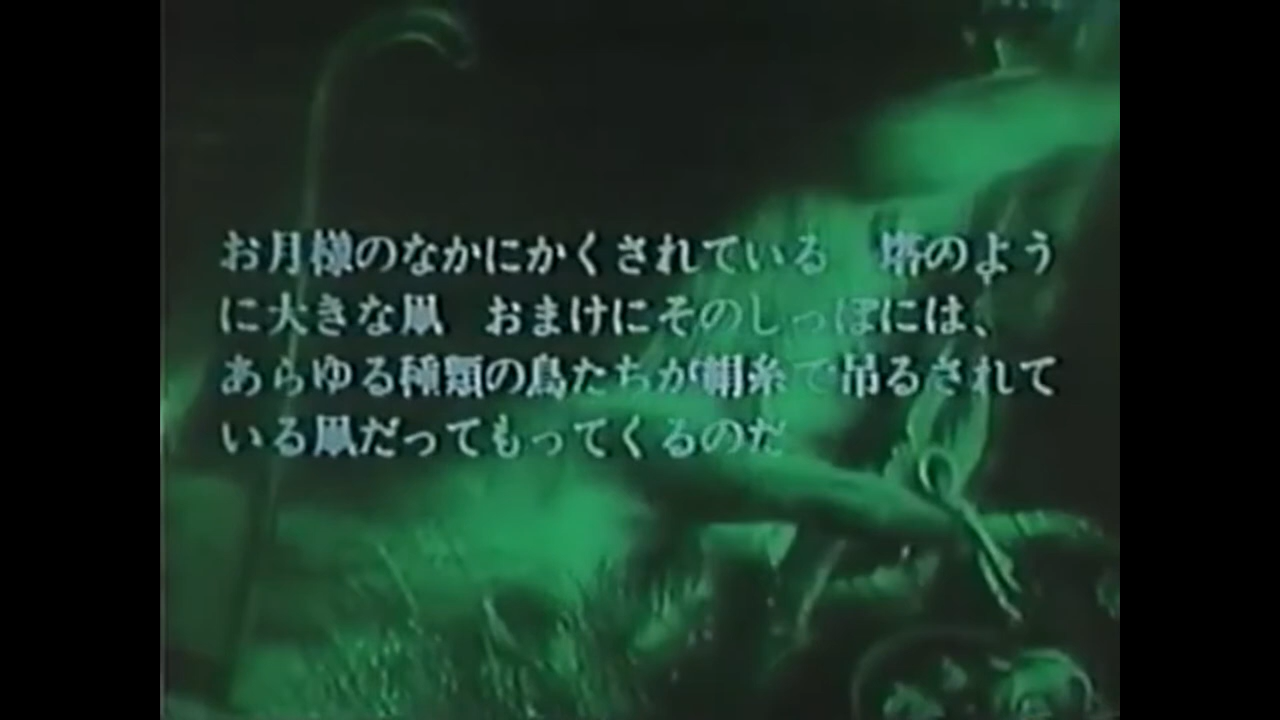 お月様のなかにかくされている　塔のよう
に大きな凧　おまけにそのしっぽには、
あらゆる種類の鳥たちが絹糸で吊るされて
いる凧だってもってくるのだ